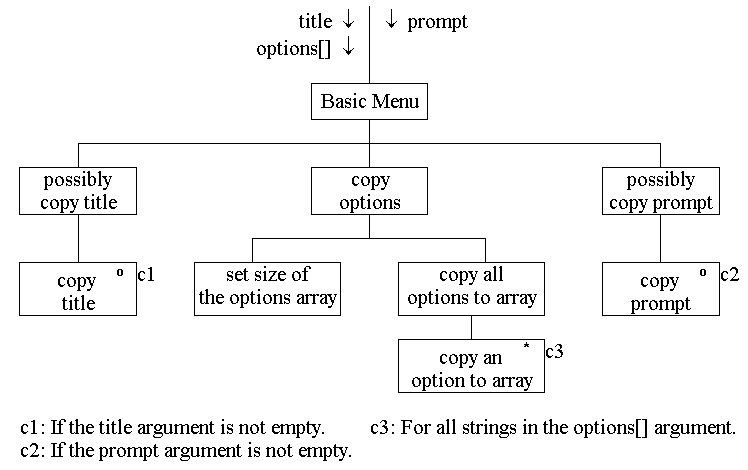 title ↓ ↓ prompt
options[] ↓
Basic Menu
possibly
copy title
copy
options
possibly
copy prompt
copy
title
o
c1
set size of
the options array
copy all
options to array
copy
prompt
o
c2
copy an
option to array
*
c3
c1: If the title argument is not empty.
c2: If the prompt argument is not empty.
c3: For all strings in the options[] argument.